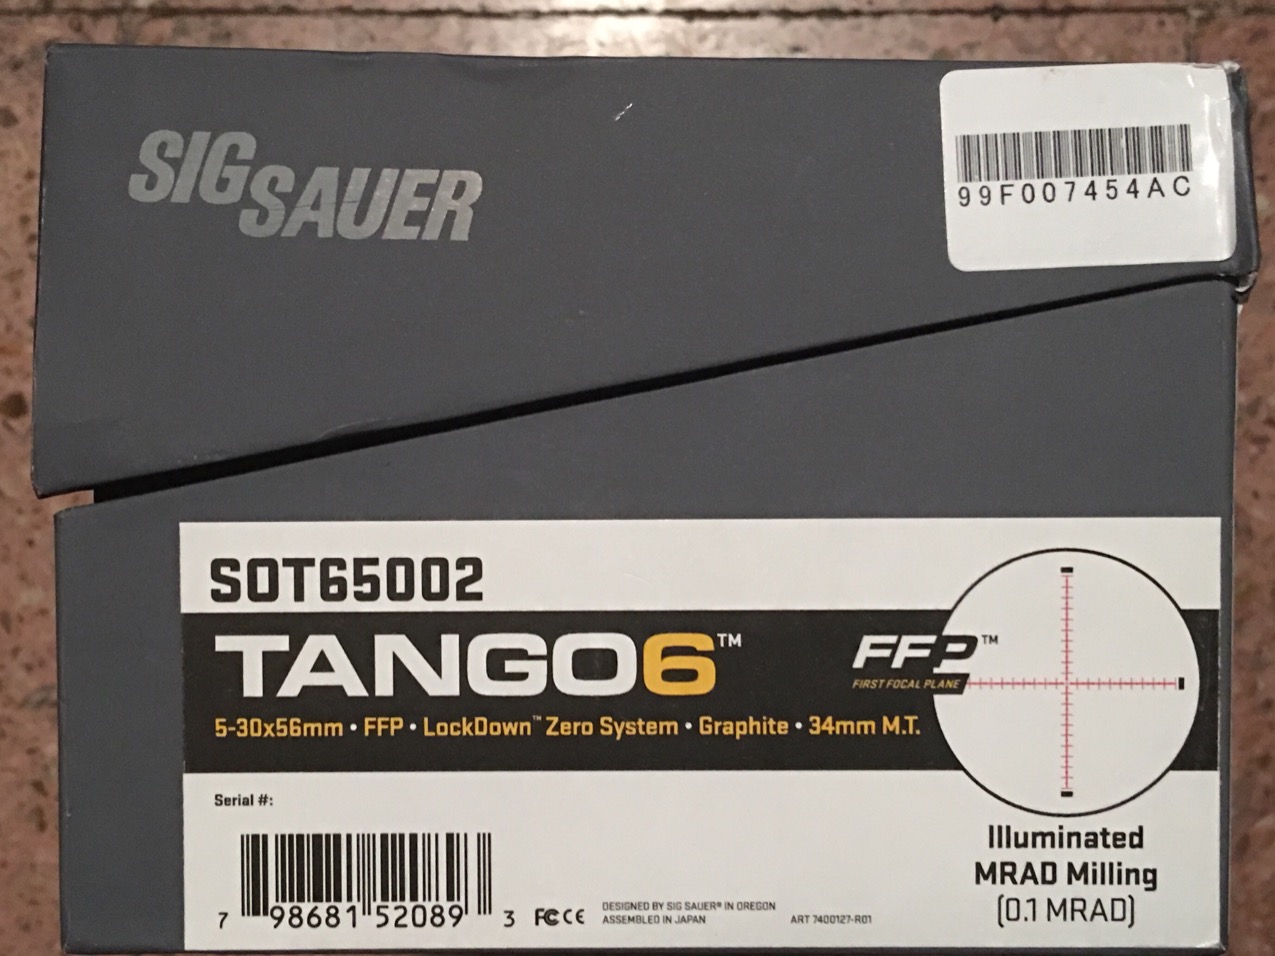 SIG SAUER
99F007454AC
SOT65002
TANGO6™
FFP™
FIRST FOCAL PLANE
5-30x56mm • FFP • LockDown™ Zero System • Graphite • 34mm M.T.
Serial #:
Illuminated
MRAD Milling
(0.1 MRAD)
7 98681 52089 3
FC CE
DESIGNED BY SIG SAUER® IN OREGON
ASSEMBLED IN JAPAN
ART 7400127-R01